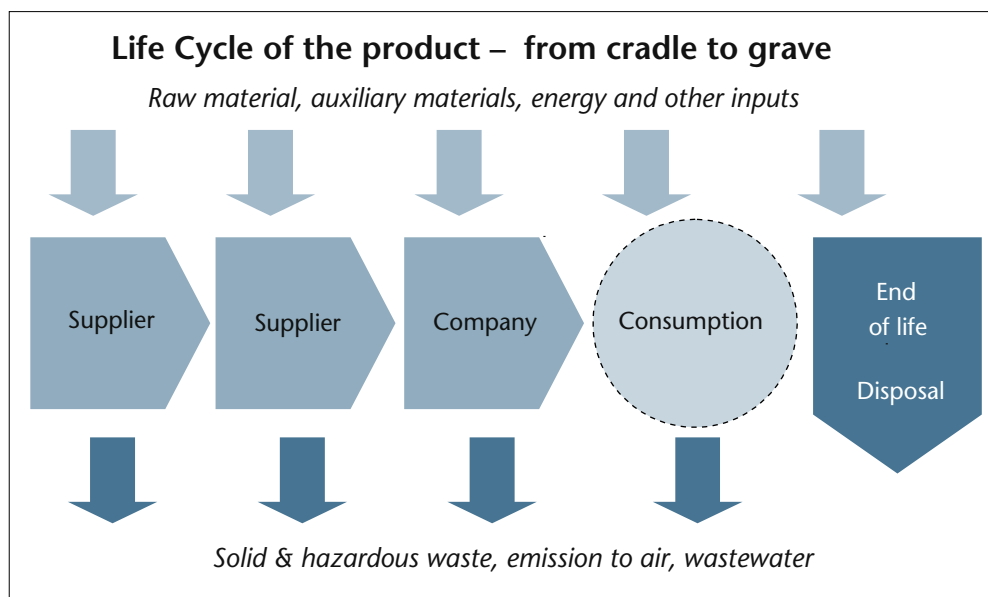 Life Cycle of the product – from cradle to grave
Raw material, auxiliary materials, energy and other inputs
Supplier
Supplier
Company
Consumption
End
of life
Disposal
Solid & hazardous waste, emission to air, wastewater